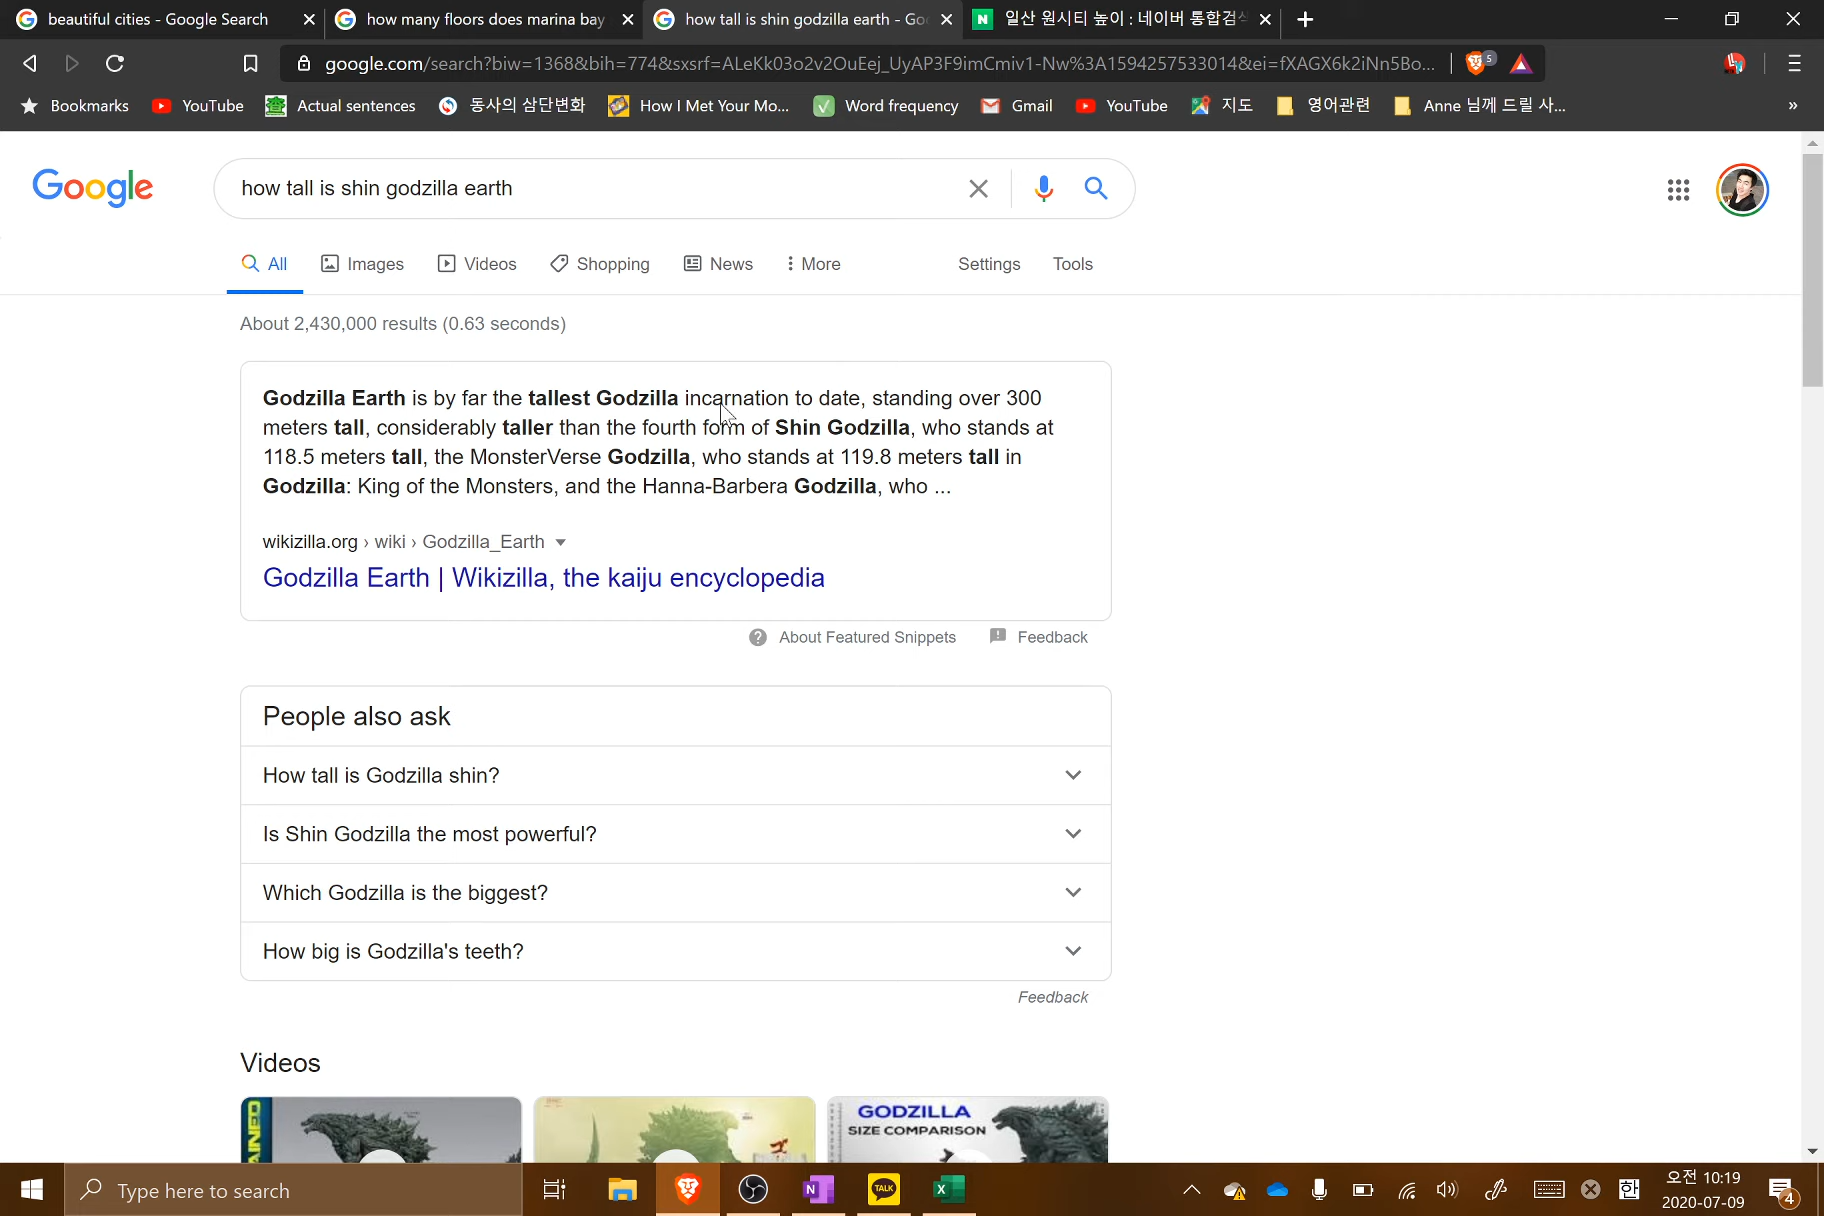 beautiful cities - Google Search
how many floors does marina bay
how tall is shin godzilla earth - Go
일산 원시티 높이 : 네이버 통합검색
google.com/search?biw=1368&bih=774&sxsrf=ALeKk03o2v2OuEej_UyAP3F9imCmiv1-Nw%3A1594257533014&ei=fXAGX6k2iNn5Bo...
5
Bookmarks
YouTube
Actual sentences
동사의 삼단변화
How I Met Your Mo...
Word frequency
Gmail
YouTube
지도
영어관련
Anne 님께 드릴 사...
»
Google
how tall is shin godzilla earth
All
Images
Videos
Shopping
News
More
Settings
Tools
About 2,430,000 results (0.63 seconds)
Godzilla Earth is by far the tallest Godzilla incarnation to date, standing over 300
meters tall, considerably taller than the fourth form of Shin Godzilla, who stands at
118.5 meters tall, the MonsterVerse Godzilla, who stands at 119.8 meters tall in
Godzilla: King of the Monsters, and the Hanna-Barbera Godzilla, who ...
wikizilla.org › wiki › Godzilla_Earth
Godzilla Earth | Wikizilla, the kaiju encyclopedia
About Featured Snippets
Feedback
People also ask
How tall is Godzilla shin?
Is Shin Godzilla the most powerful?
Which Godzilla is the biggest?
How big is Godzilla's teeth?
Feedback
Videos
AINED
GODZILLA
SIZE COMPARISON
Type here to search
N
TALK
X
한
오전 10:19
2020-07-09
4